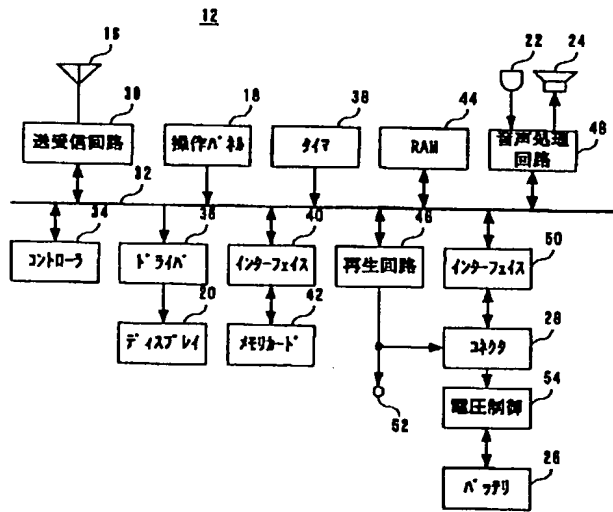 12
16
22
24
30
18
38
44
送受信回路
操作パネル
タイマ
RAM
音声処理
回路
46
32
34
36
40
48
50
コントローラ
ドライバ
インターフェイス
再生回路
インターフェイス
20
42
28
ディスプレイ
メモリカード
コネクタ
52
54
電圧制御
26
バッテリ